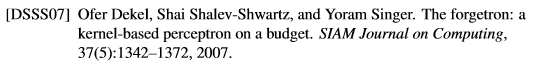 [DSSS07] Ofer Dekel, Shai Shalev-Shwartz, and Yoram Singer. The forgetron: a
kernel-based perceptron on a budget. SIAM Journal on Computing,
37(5):1342–1372, 2007.